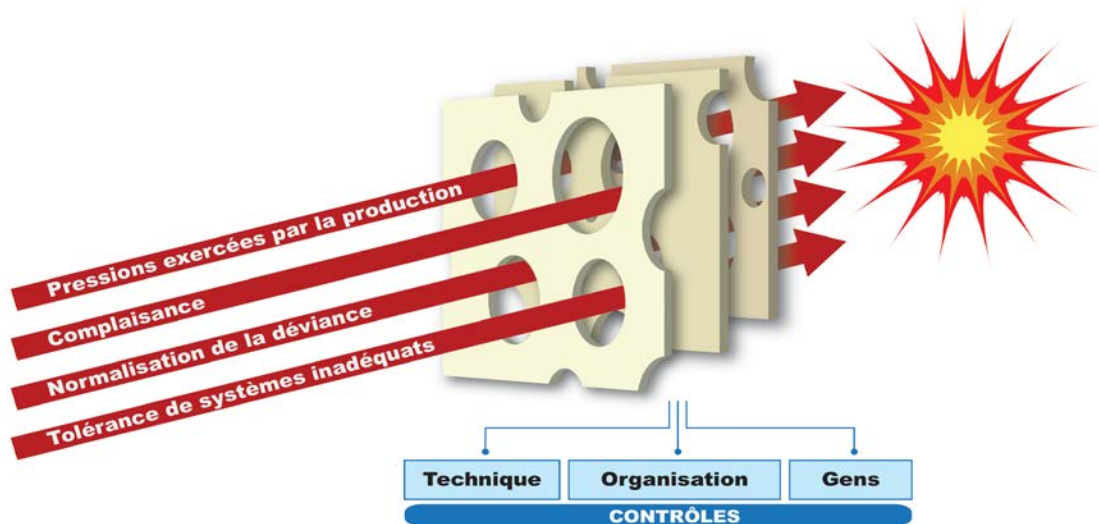 Pressions exercées par la production
Complaisance
Normalisation de la déviance
Tolérance de systèmes inadéquats
Technique
Organisation
Gens
CONTRÔLES